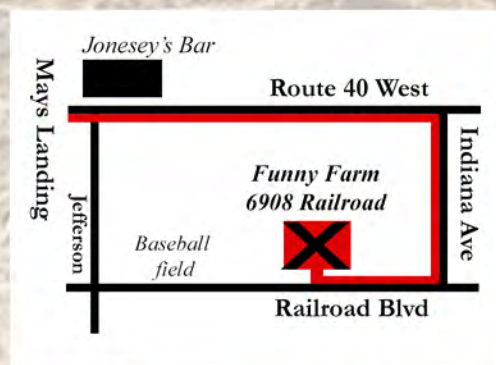 Jonesey's Bar
Route 40 West
Mays Landing
Indiana Ave
Funny Farm
6908 Railroad
Jefferson
Baseball
field
Railroad Blvd